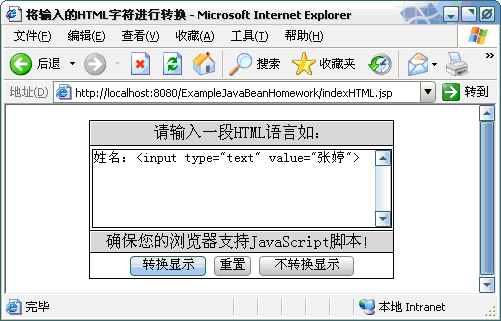 将输入的HTML字符进行转换 - Microsoft Internet Explorer
文件(F) 编辑(E) 查看(V) 收藏(A) 工具(T) 帮助(H)
后退 搜索 收藏夹
地址(D) http://localhost:8080/ExampleJavaBeanHomework/indexHTML.jsp 转到
请输入一段HTML语言如:
姓名: <input type="text" value="张婷">
确保您的浏览器支持JavaScript脚本!
转换显示 重置 不转换显示
完毕 本地 Intranet